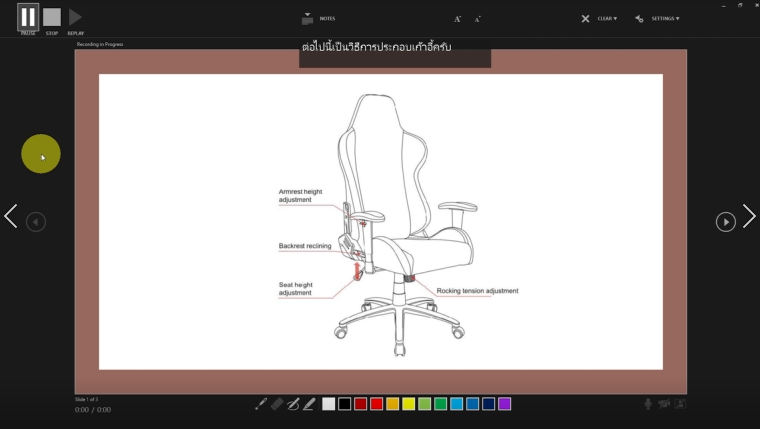 PAUSE
STOP
REPLAY
NOTES
CLEAR
SETTINGS
Recording in Progress
ต่อไปนี้เป็นวิธีการประกอบเก้าอี้ครับ
Armrest height
adjustment
Backrest reclining
Seat height
adjustment
Rocking tension adjustment
Slide 1 of 3
0:00 / 0:00